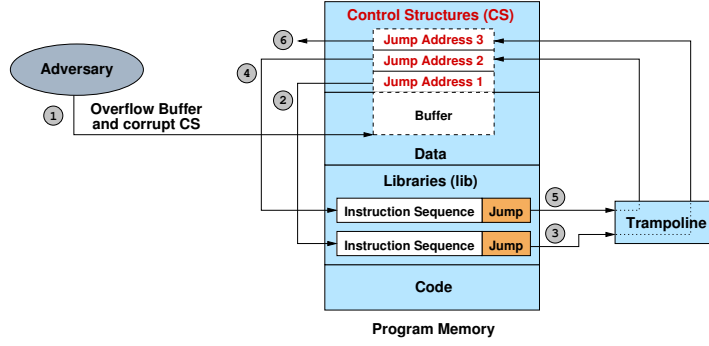 Control Structures (CS)
6
Jump Address 3
Adversary
4
Jump Address 2
2
Jump Address 1
1
Overflow Buffer
and corrupt CS
Buffer
Data
Libraries (lib)
5
Instruction Sequence
Jump
Trampoline
3
Instruction Sequence
Jump
Code
Program Memory